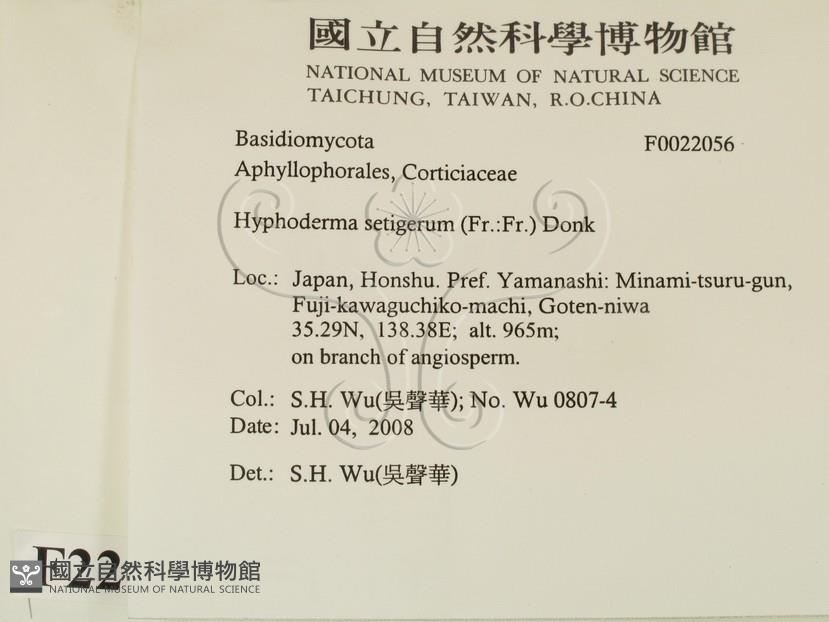 國立自然科學博物館
NATIONAL MUSEUM OF NATURAL SCIENCE
TAICHUNG, TAIWAN, R.O.CHINA
Basidiomycota F0022056
Aphyllophorales, Corticiaceae
Hyphoderma setigerum (Fr.:Fr.) Donk
Loc.: Japan, Honshu. Pref. Yamanashi: Minami-tsuru-gun,
Fuji-kawaguchiko-machi, Goten-niwa
35.29N, 138.38E; alt. 965m;
on branch of angiosperm.
Col.: S.H. Wu(吳聲華); No. Wu 0807-4
Date: Jul. 04, 2008
Det.: S.H. Wu(吳聲華)
F22
國立自然科學博物館
NATIONAL MUSEUM OF NATURAL SCIENCE